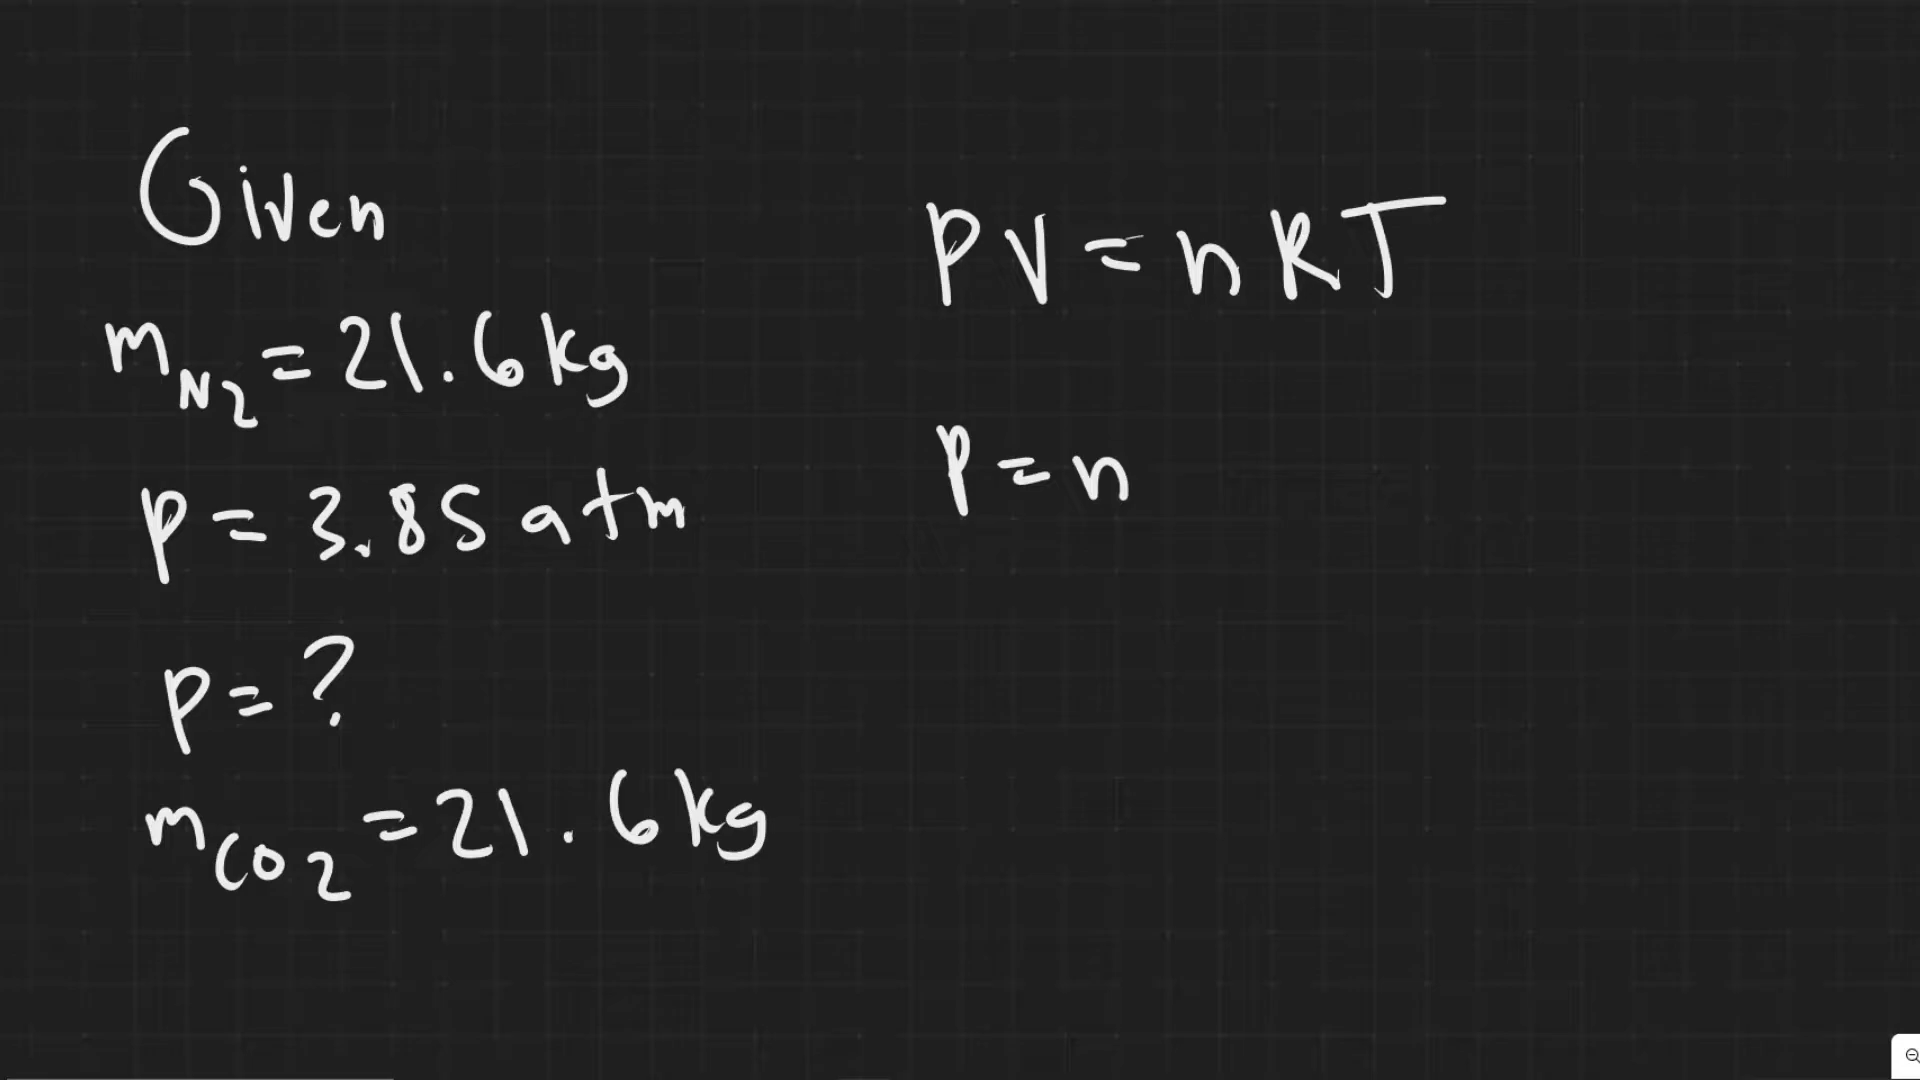 Given
m_N2 = 21.6 kg
P = 3.85 atm
P = ?
m_CO2 = 21.6 kg
PV = nRT
P = n